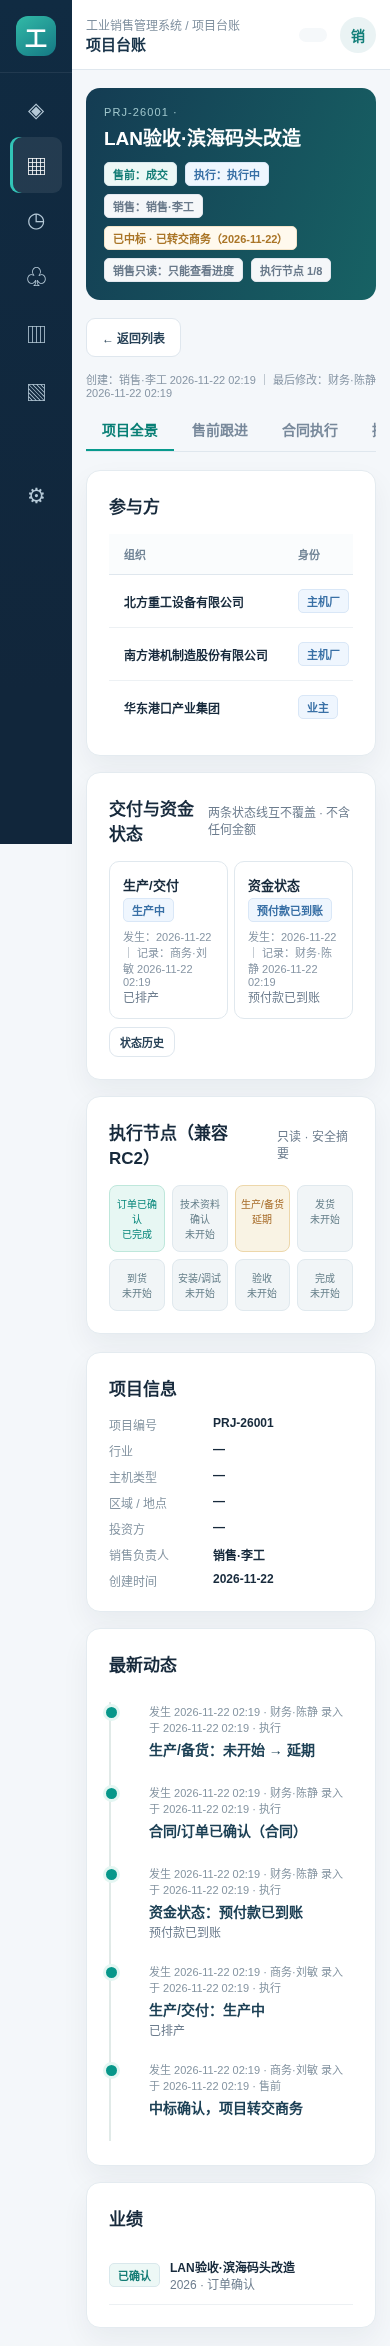 工
工业销售管理系统 / 项目台账
项目台账
销
PRJ-26001 ·
LAN验收·滨海码头改造
售前：成交
执行：执行中
销售：销售·李工
已中标 · 已转交商务（2026-11-22）
销售只读：只能查看进度
执行节点 1/8
← 返回列表
创建：销售·李工 2026-11-22 02:19 ｜ 最后修改：财务·陈静
2026-11-22 02:19
项目全景
售前跟进
合同执行
参与方
组织
身份
北方重工设备有限公司
主机厂
南方港机制造股份有限公司
主机厂
华东港口产业集团
业主
交付与资金
状态
两条状态线互不覆盖 · 不含
任何金额
生产/交付
生产中
发生：2026-11-22
｜ 记录：商务·刘
敏 2026-11-22
02:19
已排产
资金状态
预付款已到账
发生：2026-11-22
｜ 记录：财务·陈
静 2026-11-22
02:19
预付款已到账
状态历史
执行节点（兼容
RC2）
只读 · 安全摘
要
订单已确
认
已完成
技术资料
确认
未开始
生产/备货
延期
发货
未开始
到货
未开始
安装/调试
未开始
验收
未开始
完成
未开始
项目信息
项目编号
PRJ-26001
行业
—
主机类型
—
区域 / 地点
—
投资方
—
销售负责人
销售·李工
创建时间
2026-11-22
最新动态
发生 2026-11-22 02:19 · 财务·陈静 录入
于 2026-11-22 02:19 · 执行
生产/备货：未开始 → 延期
发生 2026-11-22 02:19 · 财务·陈静 录入
于 2026-11-22 02:19 · 执行
合同/订单已确认（合同）
发生 2026-11-22 02:19 · 财务·陈静 录入
于 2026-11-22 02:19 · 执行
资金状态：预付款已到账
预付款已到账
发生 2026-11-22 02:19 · 商务·刘敏 录入
于 2026-11-22 02:19 · 执行
生产/交付：生产中
已排产
发生 2026-11-22 02:19 · 商务·刘敏 录入
于 2026-11-22 02:19 · 售前
中标确认，项目转交商务
业绩
已确认
LAN验收·滨海码头改造
2026 · 订单确认